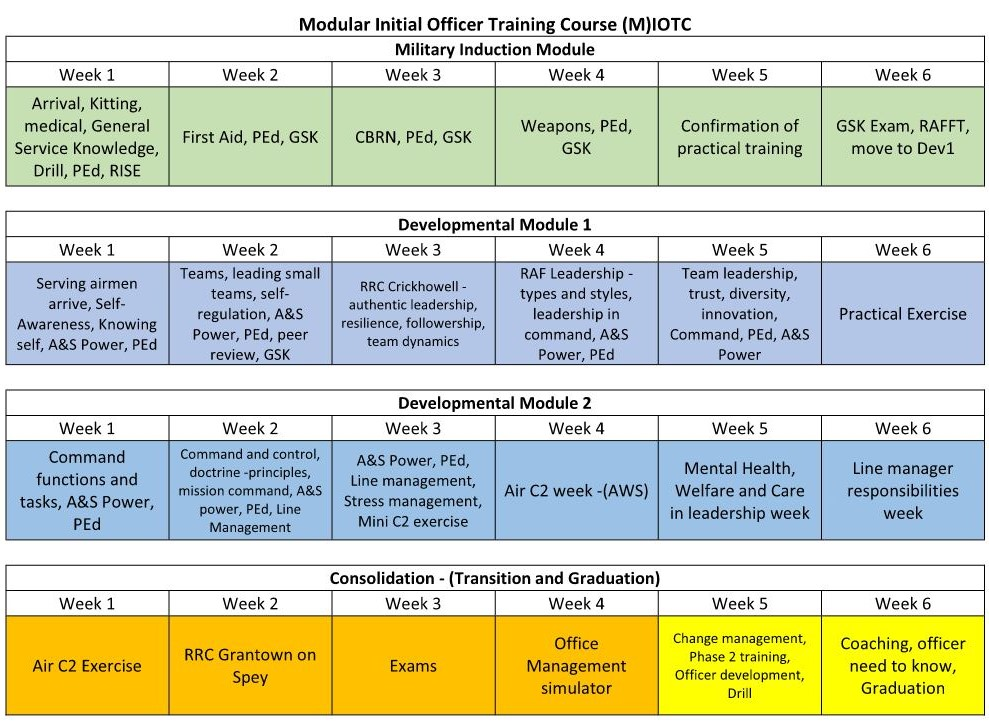 Modular Initial Officer Training Course (M)IOTC
Military Induction Module
Week 1 Week 2 Week 3 Week 4 Week 5 Week 6
Arrival, Kitting,
medical, General
Service Knowledge,
Drill, PEd, RISE
First Aid, PEd, GSK
CBRN, PEd, GSK
Weapons, PEd,
GSK
Confirmation of
practical training
GSK Exam, RAFFT,
move to Dev1
Developmental Module 1
Week 1 Week 2 Week 3 Week 4 Week 5 Week 6
Serving airmen
arrive, Self-
Awareness, Knowing
self, A&S Power, PEd
Teams, leading small
teams, self-
regulation, A&S
Power, PEd, peer
review, GSK
RRC Crickhowell -
authentic leadership,
resilience, followership,
team dynamics
RAF Leadership -
types and styles,
leadership in
command, A&S
Power, PEd
Team leadership,
trust, diversity,
innovation,
Command, PEd, A&S
Power
Practical Exercise
Developmental Module 2
Week 1 Week 2 Week 3 Week 4 Week 5 Week 6
Command
functions and
tasks, A&S Power,
PEd
Command and control,
doctrine -principles,
mission command, A&S
power, PEd, Line
Management
A&S Power, PEd,
Line management,
Stress management,
Mini C2 exercise
Air C2 week -(AWS)
Mental Health,
Welfare and Care
in leadership week
Line manager
responsibilities
week
Consolidation - (Transition and Graduation)
Week 1 Week 2 Week 3 Week 4 Week 5 Week 6
Air C2 Exercise
RRC Grantown on
Spey
Exams
Office
Management
simulator
Change management,
Phase 2 training,
Officer development,
Drill
Coaching, officer
need to know,
Graduation